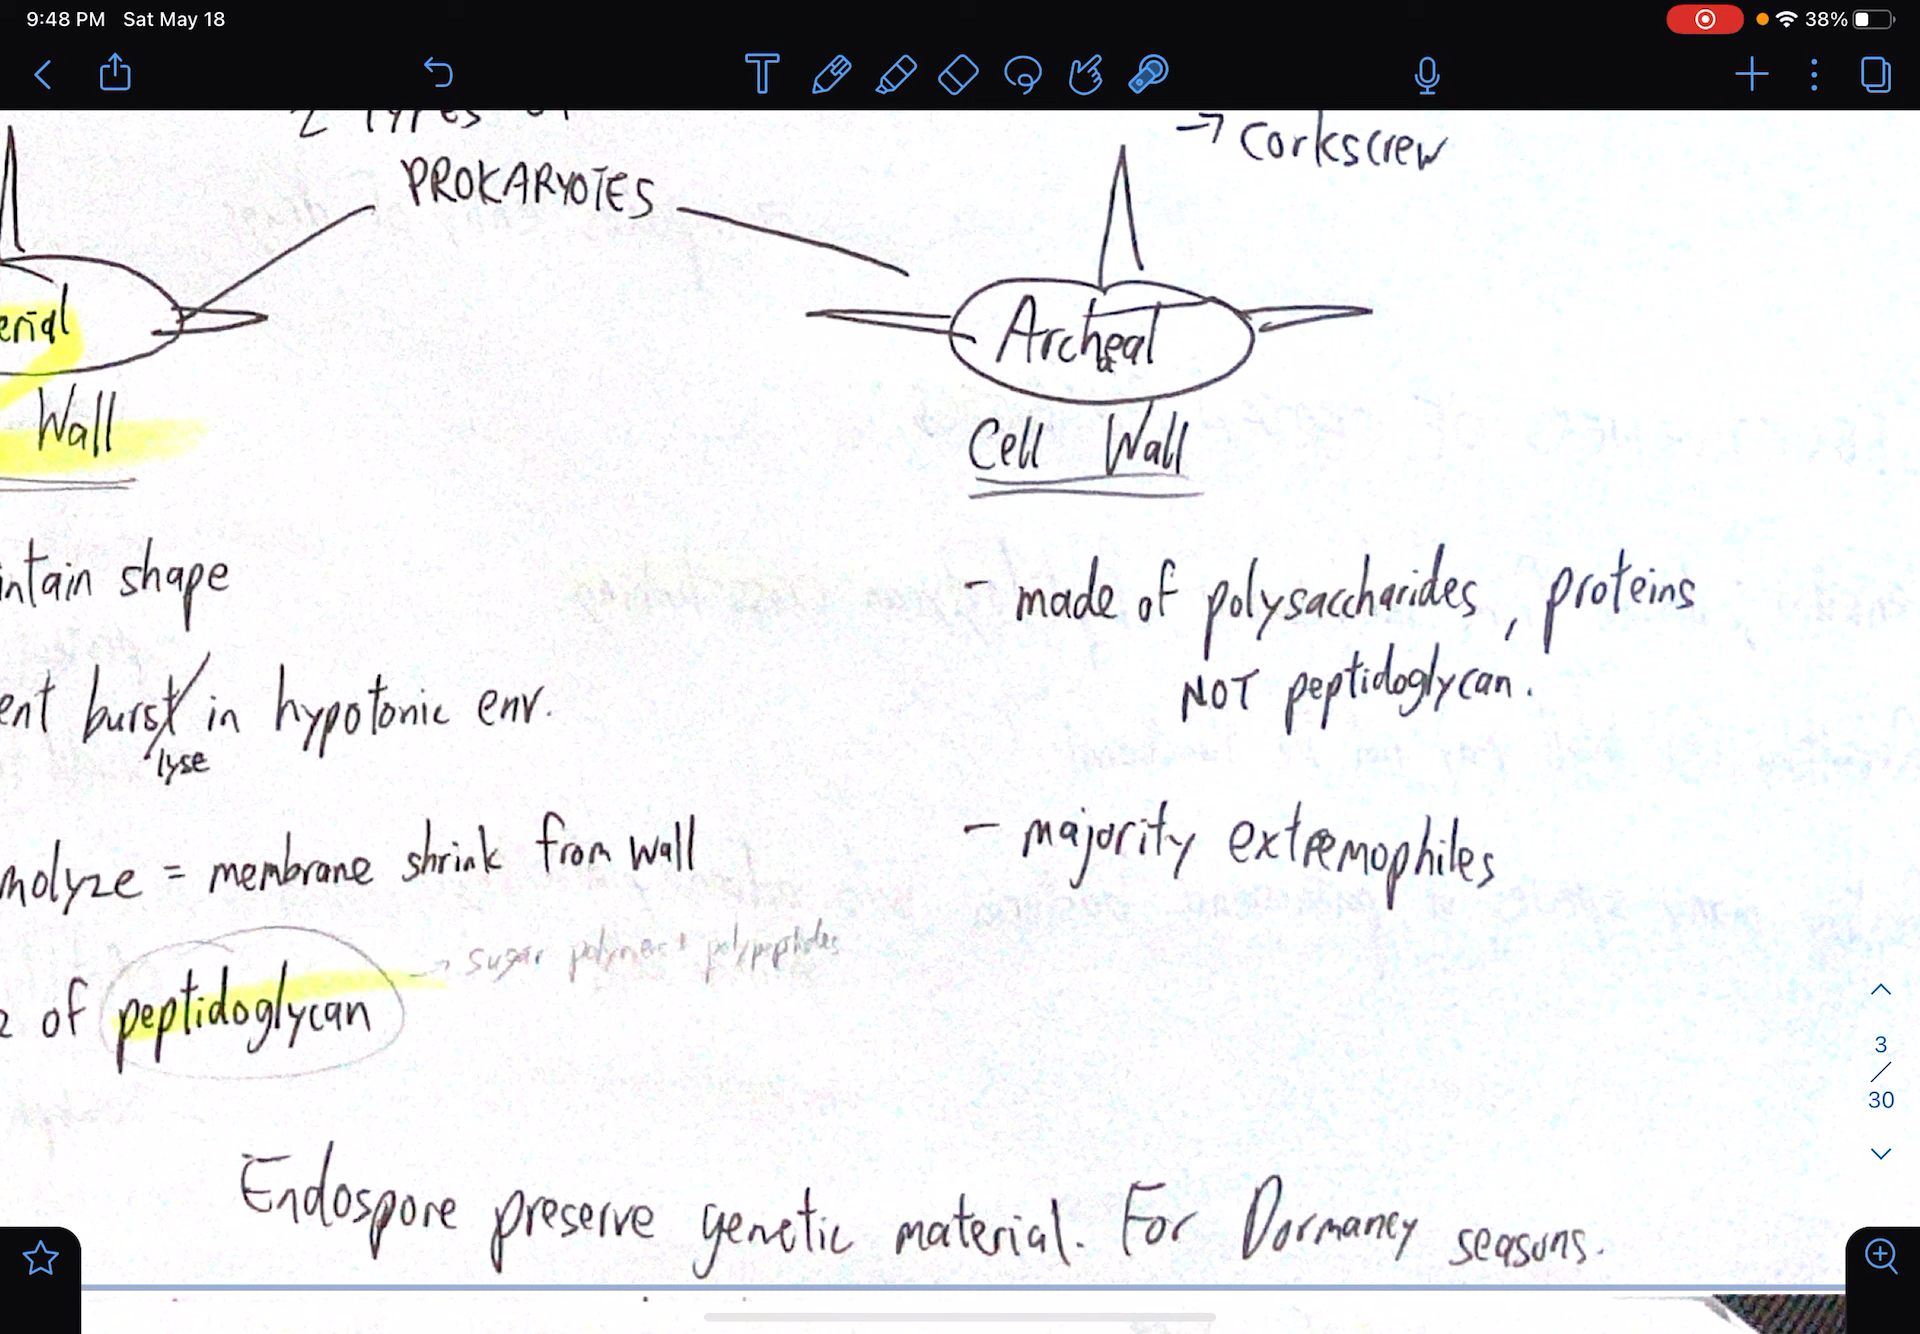 9:48 PM Sat May 18
38%
→ Corkscrew
PROKARYOTES
erial
Archeal
a
Wall
Cell Wall
intain shape
- made of polysaccharides, proteins
NOT peptidoglycan.
ent burst in hypotonic env.
lyse
molyze = membrane shrink from wall
- majority extremophiles
→ sugar polymers + polypeptides
of peptidoglycan
3
/
30
Endospore preserve genetic material. For Dormancy seasons.